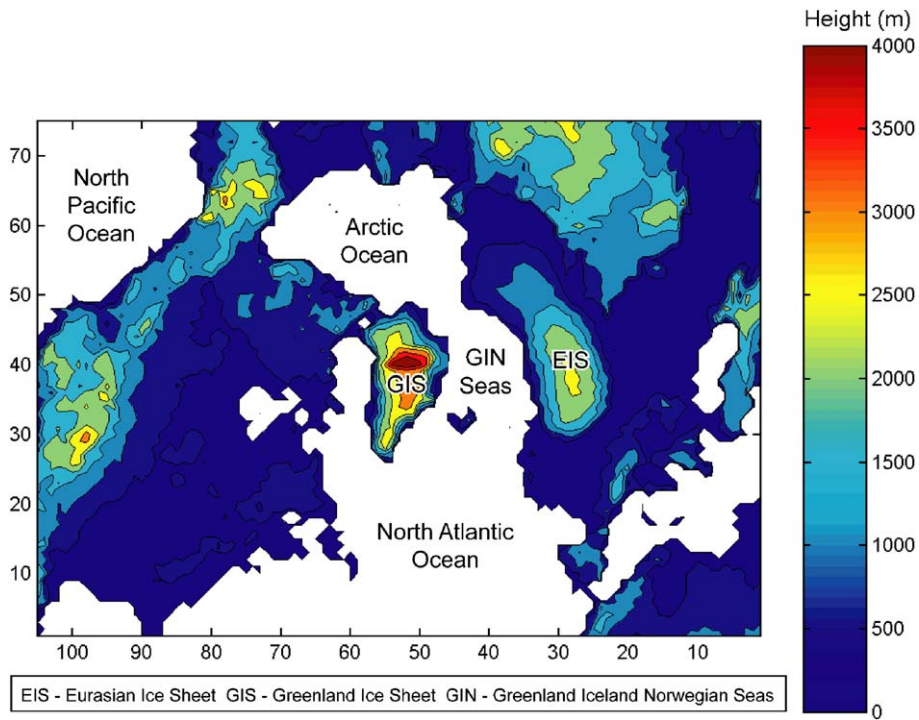 Height (m)
4000
3500
3000
2500
2000
1500
1000
500
0
70
60
50
40
30
20
10
100 90 80 70 60 50 40 30 20 10
North
Pacific
Ocean
Arctic
Ocean
GIN
Seas
EIS
GIS
North Atlantic
Ocean
EIS - Eurasian Ice Sheet GIS - Greenland Ice Sheet GIN - Greenland Iceland Norwegian Seas